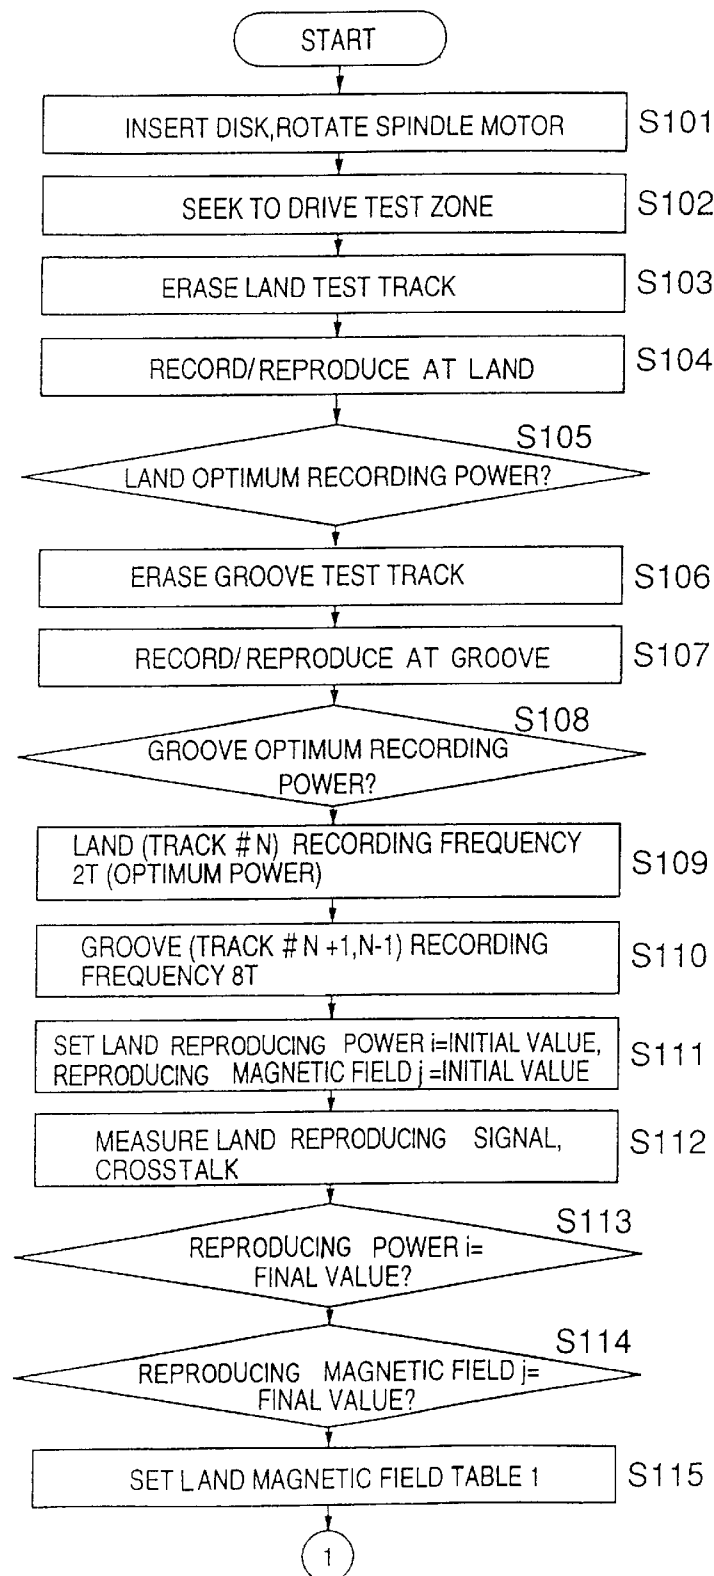 START
INSERT DISK,ROTATE SPINDLE MOTOR
S101
SEEK TO DRIVE TEST ZONE
S102
ERASE LAND TEST TRACK
S103
RECORD/REPRODUCE AT LAND
S104
S105
LAND OPTIMUM RECORDING POWER?
ERASE GROOVE TEST TRACK
S106
RECORD/REPRODUCE AT GROOVE
S107
S108
GROOVE OPTIMUM RECORDING
POWER?
LAND (TRACK #N) RECORDING FREQUENCY
2T (OPTIMUM POWER)
S109
GROOVE (TRACK #N+1,N-1) RECORDING
FREQUENCY 8T
S110
SET LAND REPRODUCING POWER i=INITIAL VALUE,
REPRODUCING MAGNETIC FIELD j=INITIAL VALUE
S111
MEASURE LAND REPRODUCING SIGNAL,
CROSSTALK
S112
S113
REPRODUCING POWER i=
FINAL VALUE?
S114
REPRODUCING MAGNETIC FIELD j=
FINAL VALUE?
SET LAND MAGNETIC FIELD TABLE 1
S115
1